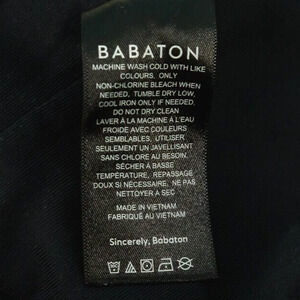 BABATON
MACHINE WASH COLD WITH LIKE
COLOURS. ONLY
NON-CHLORINE BLEACH WHEN
NEEDED, TUMBLE DRY LOW,
COOL IRON ONLY IF NEEDED.
DO NOT DRY CLEAN
LAVER À LA MACHINE À L'EAU
FROIDE AVEC COULEURS
SEMBLABLES, UTILISER
SEULEMENT UN JAVELLISANT
SANS CHLORE AU BESOIN.
SÉCHER À BASSE
TEMPÉRATURE, REPASSAGE
DOUX SI NÉCESSAIRE. NE PAS
NETTOYER A SEC
MADE IN VIETNAM
FABRIQUÉ AU VIETNAM
Sincerely, Babaton